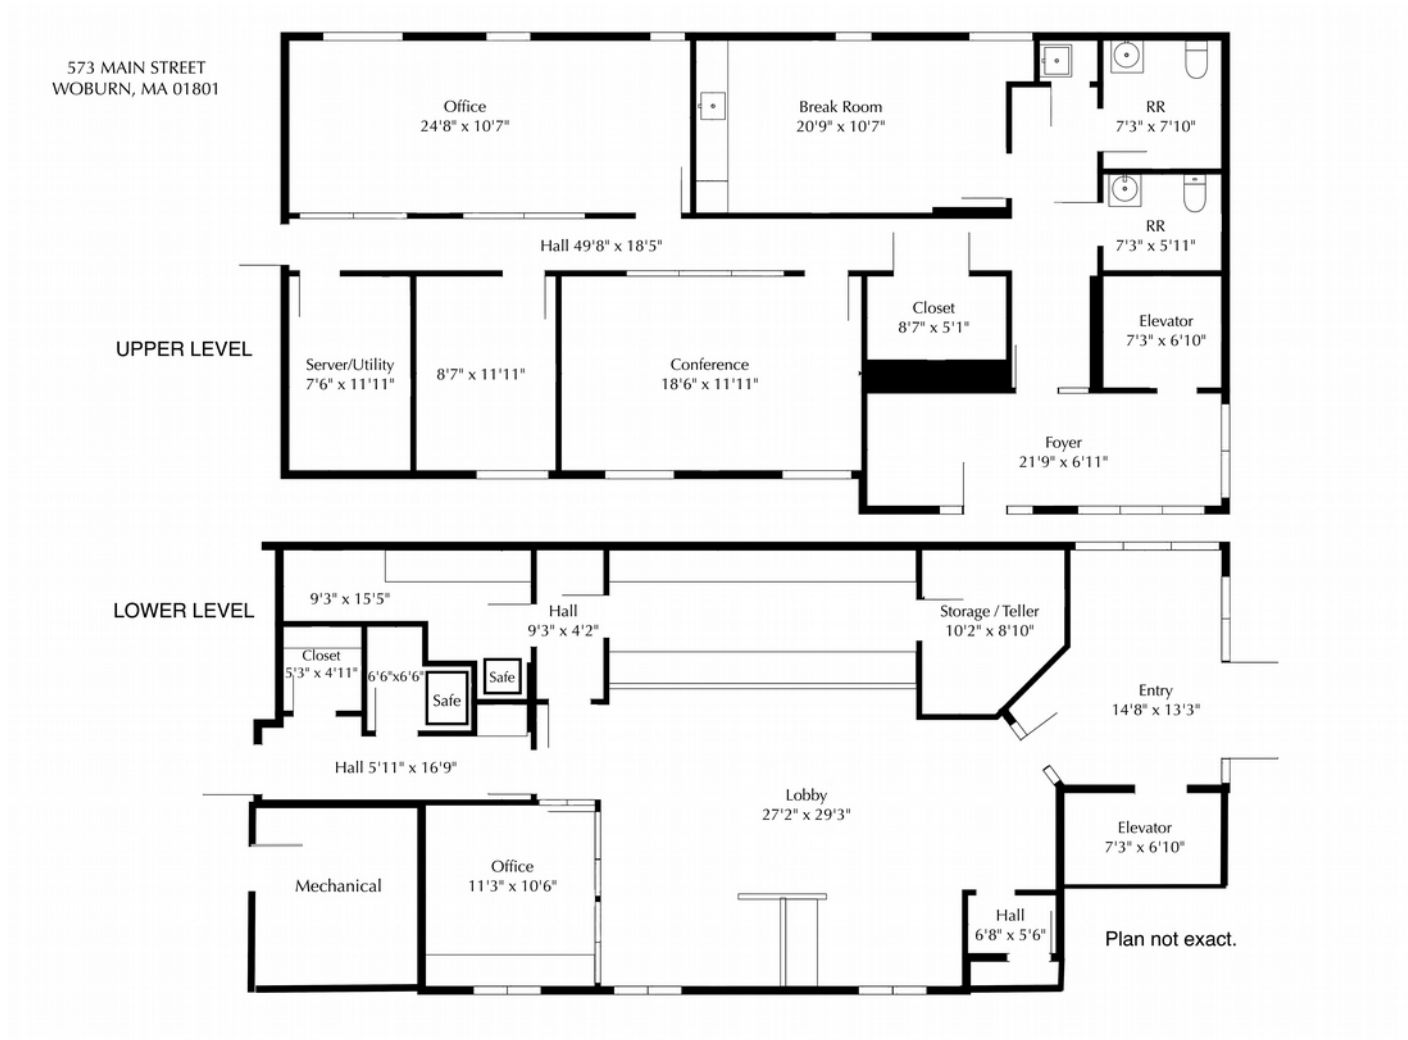 573 MAIN STREET
WOBURN, MA 01801
Office
24'8" x 10'7"
Break Room
20'9" x 10'7"
RR
7'3" x 7'10"
RR
7'3" x 5'11"
Hall 49'8" x 18'5"
UPPER LEVEL
Server/Utility
7'6" x 11'11"
8'7" x 11'11"
Conference
18'6" x 11'11"
Closet
8'7" x 5'1"
Elevator
7'3" x 6'10"
Foyer
21'9" x 6'11"
LOWER LEVEL
9'3" x 15'5"
Hall
9'3" x 4'2"
Storage / Teller
10'2" x 8'10"
Closet
5'3" x 4'11"
6'6"x6'6"
Safe
Safe
Entry
14'8" x 13'3"
Hall 5'11" x 16'9"
Lobby
27'2" x 29'3"
Elevator
7'3" x 6'10"
Mechanical
Office
11'3" x 10'6"
Hall
6'8" x 5'6"
Plan not exact.